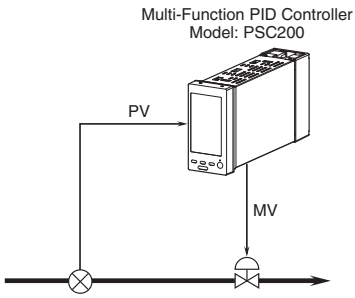 Multi-Function PID Controller
Model: PSC200
PV
MV